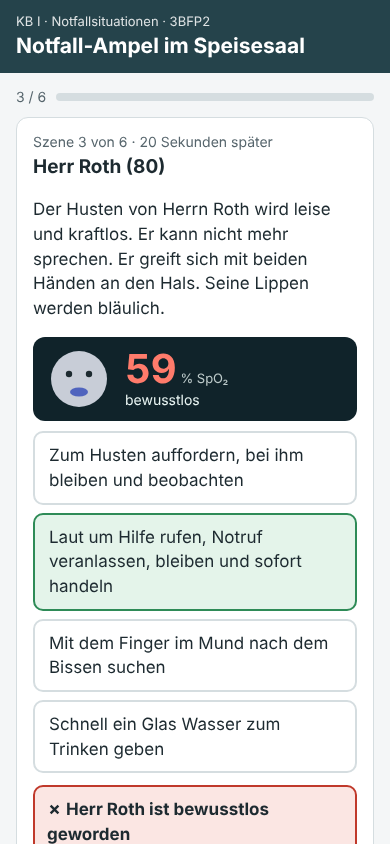 KB I · Notfallsituationen · 3BFP2
Notfall-Ampel im Speisesaal
3 / 6
Szene 3 von 6 · 20 Sekunden später
Herr Roth (80)
Der Husten von Herrn Roth wird leise
und kraftlos. Er kann nicht mehr
sprechen. Er greift sich mit beiden
Händen an den Hals. Seine Lippen
werden bläulich.
59 % SpO₂
bewusstlos
Zum Husten auffordern, bei ihm
bleiben und beobachten
Laut um Hilfe rufen, Notruf
veranlassen, bleiben und sofort
handeln
Mit dem Finger im Mund nach dem
Bissen suchen
Schnell ein Glas Wasser zum
Trinken geben
× Herr Roth ist bewusstlos
geworden